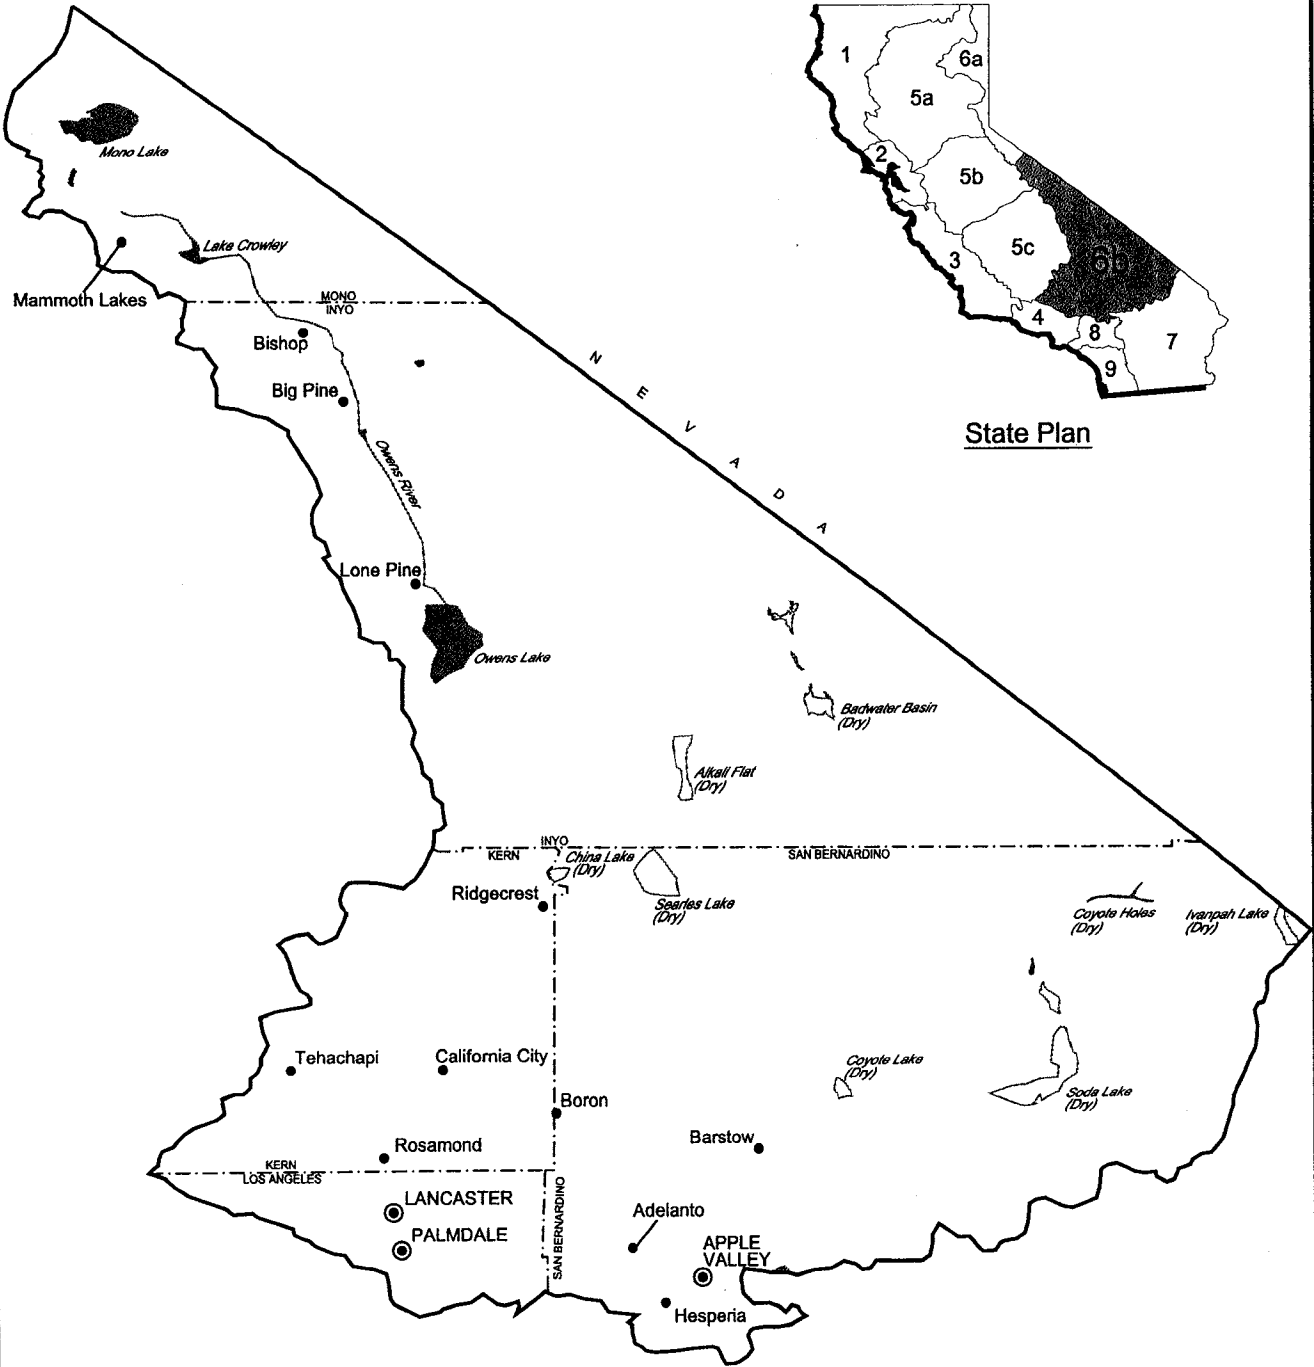 1
6a
5a
2
5b
5c
6b
3
4
8
7
9
State Plan
Mono Lake
Lake Crowley
Mammoth Lakes
MONO
INYO
Bishop
Big Pine
Owens River
NEVADA
Lone Pine
Owens Lake
Badwater Basin
(Dry)
Alkali Flat
(Dry)
INYO
KERN
SAN BERNARDINO
China Lake
(Dry)
Ridgecrest
Searles Lake
(Dry)
Coyote Holes
(Dry)
Ivanpah Lake
(Dry)
Tehachapi
California City
Coyote Lake
(Dry)
Soda Lake
(Dry)
Boron
Barstow
Rosamond
KERN
LOS ANGELES
SAN BERNARDINO
LANCASTER
PALMDALE
Adelanto
APPLE
VALLEY
Hesperia